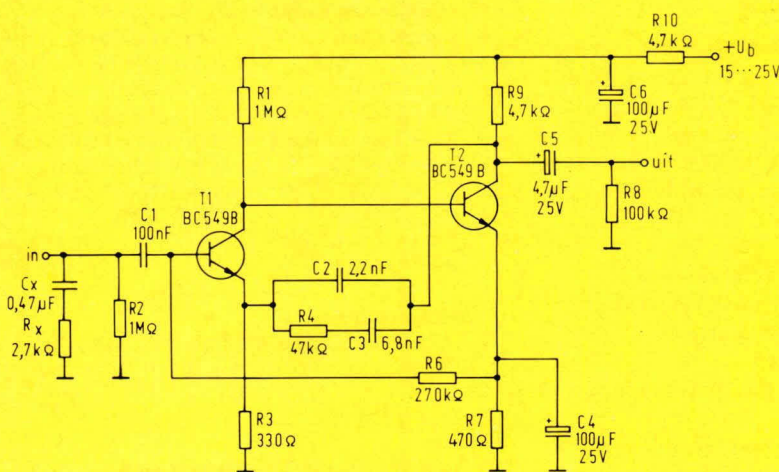 R10
4,7kΩ
+Ub
15...25V
R1
1MΩ
R9
4,7kΩ
C6
+
100µF
25V
T2
BC549B
C5
+
4,7µF
25V
uit
R8
100kΩ
T1
BC549B
C1
100nF
in
Cx
0,47µF
Rx
2,7kΩ
R2
1MΩ
C2
2,2nF
R4
47kΩ
C3
6,8nF
R6
270kΩ
R3
330Ω
R7
470Ω
C4
+
100µF
25V